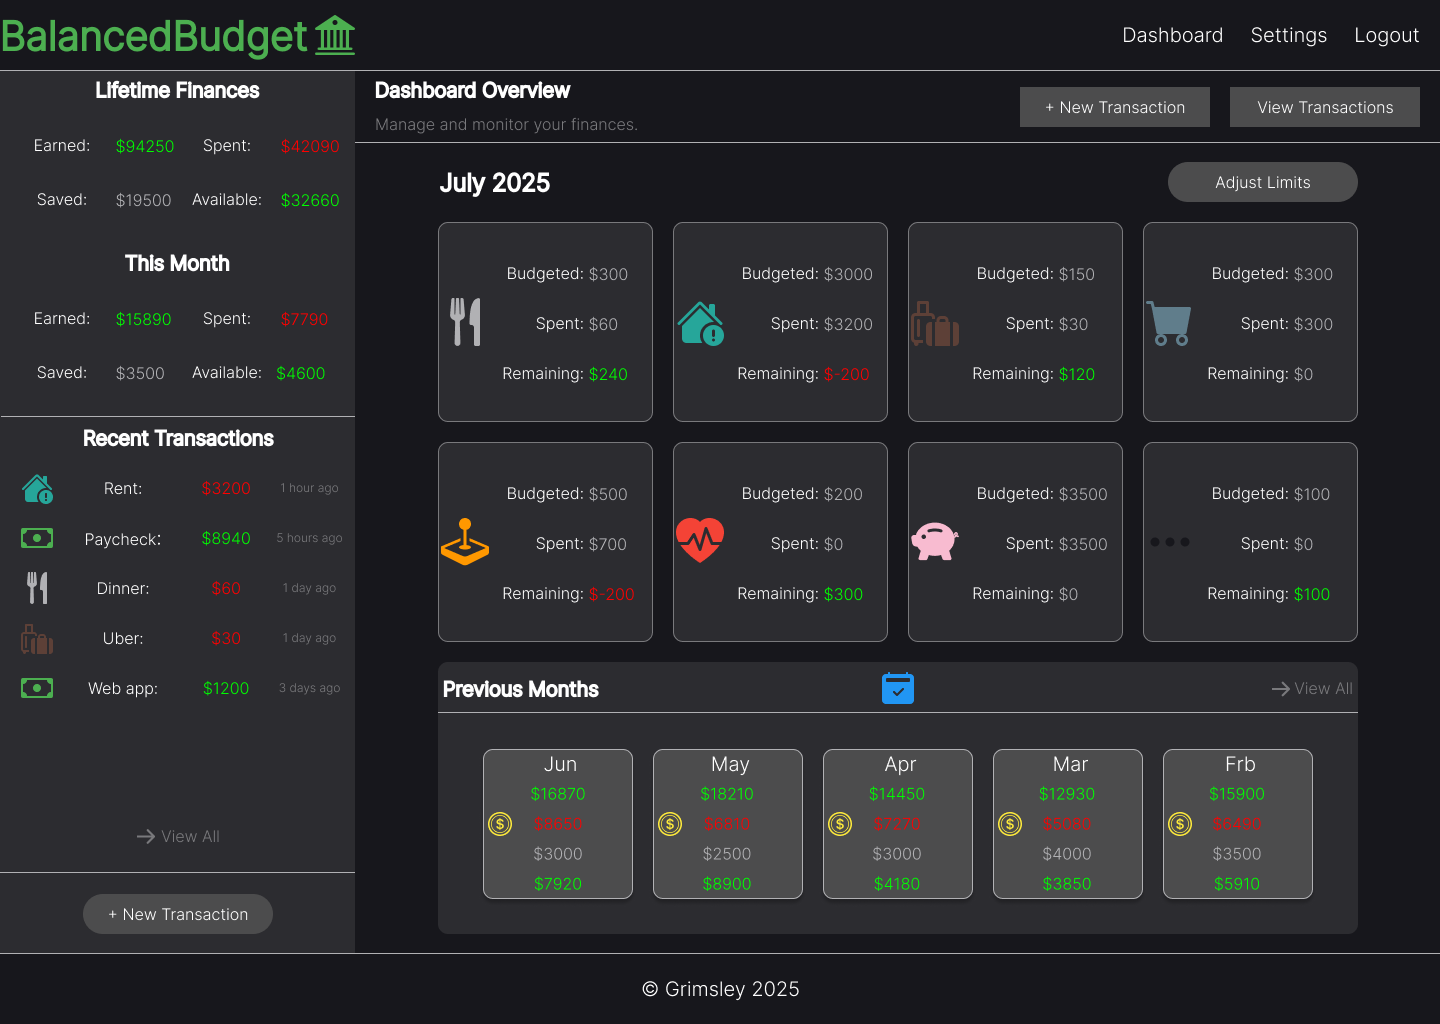 BalancedBudget
Dashboard Settings Logout
Lifetime Finances
Earned: $94250 Spent: $42090
Saved: $19500 Available: $32660
This Month
Earned: $15890 Spent: $7790
Saved: $3500 Available: $4600
Recent Transactions
Rent: $3200 1 hour ago
Paycheck: $8940 5 hours ago
Dinner: $60 1 day ago
Uber: $30 1 day ago
Web app: $1200 3 days ago
View All
+ New Transaction
Dashboard Overview
Manage and monitor your finances.
+ New Transaction
View Transactions
July 2025
Adjust Limits
Budgeted: $300
Spent: $60
Remaining: $240
Budgeted: $3000
Spent: $3200
Remaining: $-200
Budgeted: $150
Spent: $30
Remaining: $120
Budgeted: $300
Spent: $300
Remaining: $0
Budgeted: $500
Spent: $700
Remaining: $-200
Budgeted: $200
Spent: $0
Remaining: $300
Budgeted: $3500
Spent: $3500
Remaining: $0
Budgeted: $100
Spent: $0
Remaining: $100
Previous Months
View All
Jun
$16870
$3000
$7920
May
$18210
$2500
$8900
Apr
$14450
$7270
$3000
$4180
Mar
$12930
$5080
$4000
$3850
Frb
$15900
$6490
$3500
$5910
© Grimsley 2025